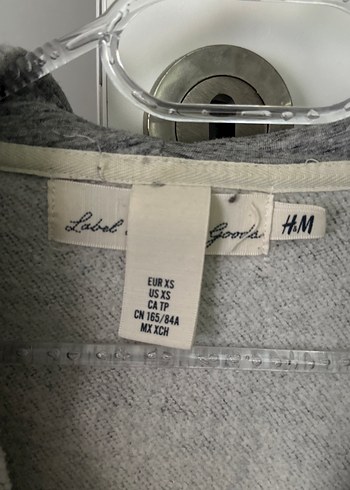 Label Goods
H&M
EUR XS
US XS
CA TP
CN 165/84A
MX XCH